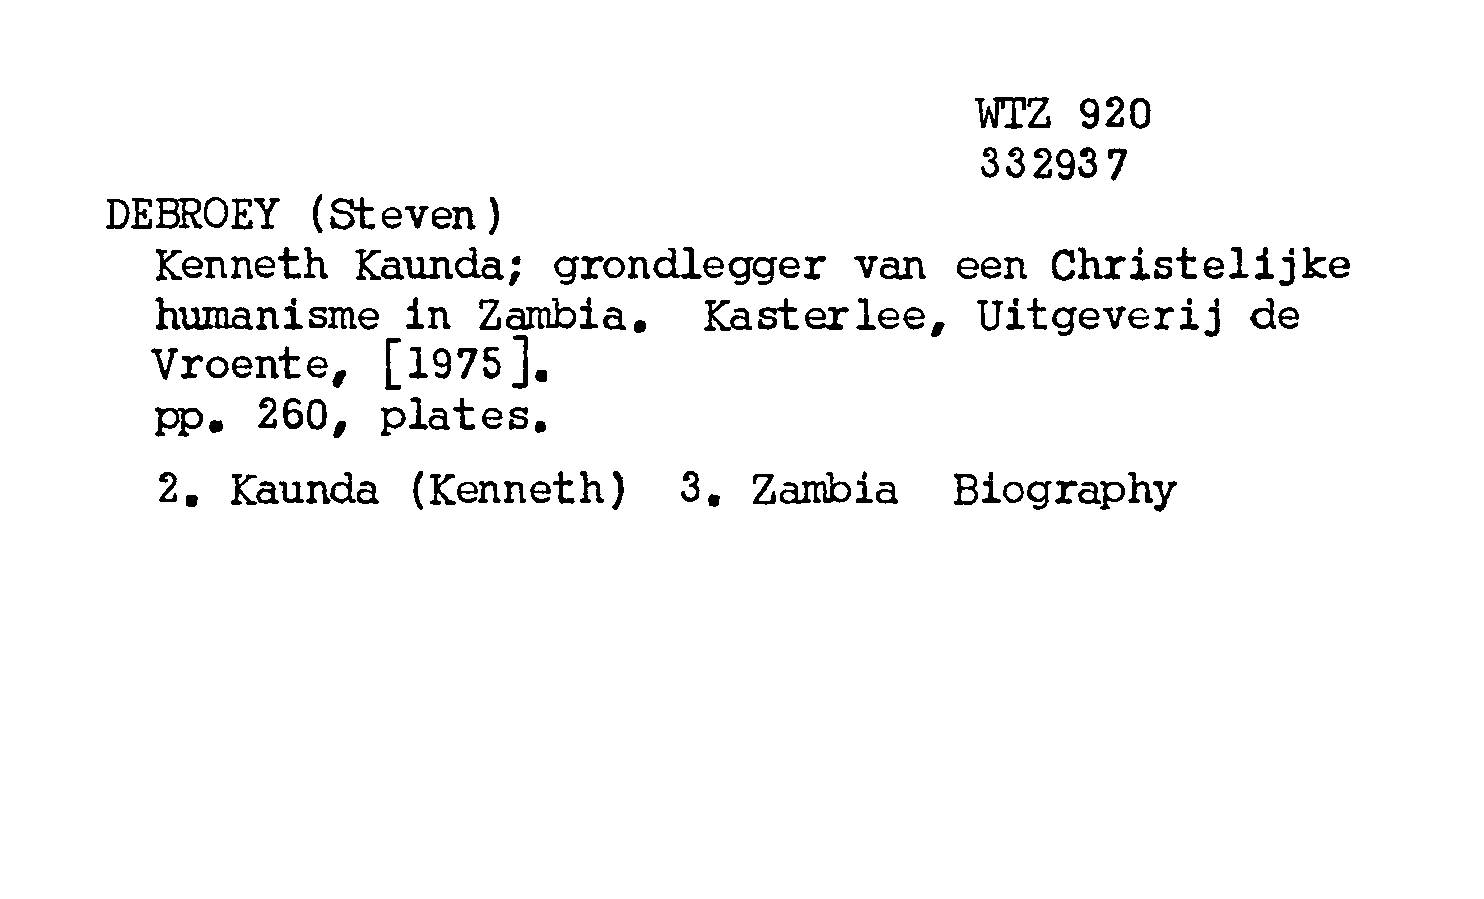 WTZ 920
332937
DEBROEY (Steven)
Kenneth Kaunda; grondlegger van een Christelijke
humanisme in Zambia. Kasterlee, Uitgeverij de
Vroente, [1975].
pp. 260, plates.
2. Kaunda (Kenneth) 3. Zambia Biography